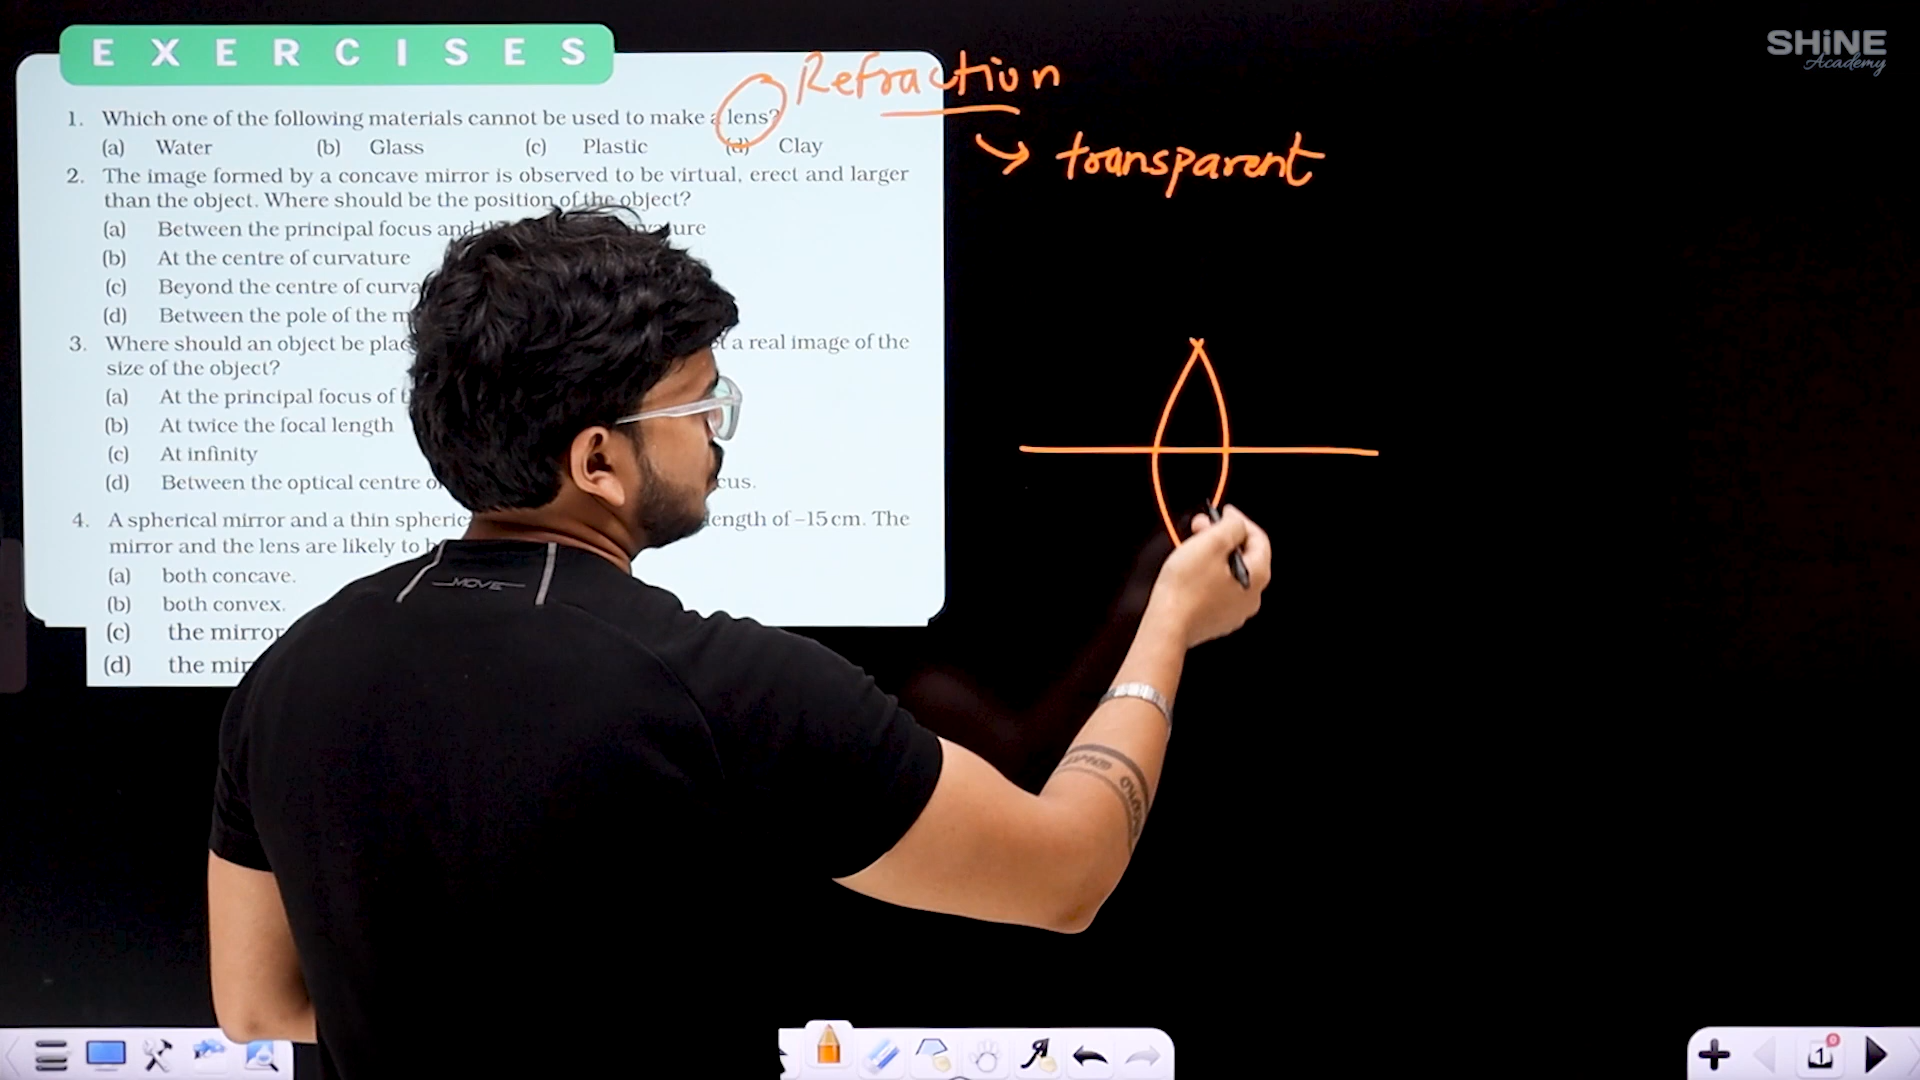 EXERCISES
SHiNE
Academy
Refraction
transparent
1. Which one of the following materials cannot be used to make a lens?
(a) Water (b) Glass (c) Plastic (d) Clay
2. The image formed by a concave mirror is observed to be virtual, erect and larger
than the object. Where should be the position of the object?
(a) Between the principal focus and
(b) At the centre of curvature
(c) Beyond the centre of
(d) Between the pole of the
3. Where should an object be a real image of the
size of the object?
(a) At the principal focus of
(b) At twice the focal length
(c) At infinity
(d) Between the optical centre
4. A spherical mirror and a thin length of –15 cm. The
mirror and the lens are likely to
(a) both concave.
(b) both convex.
(c) the mirror
(d) the
MOVE
1